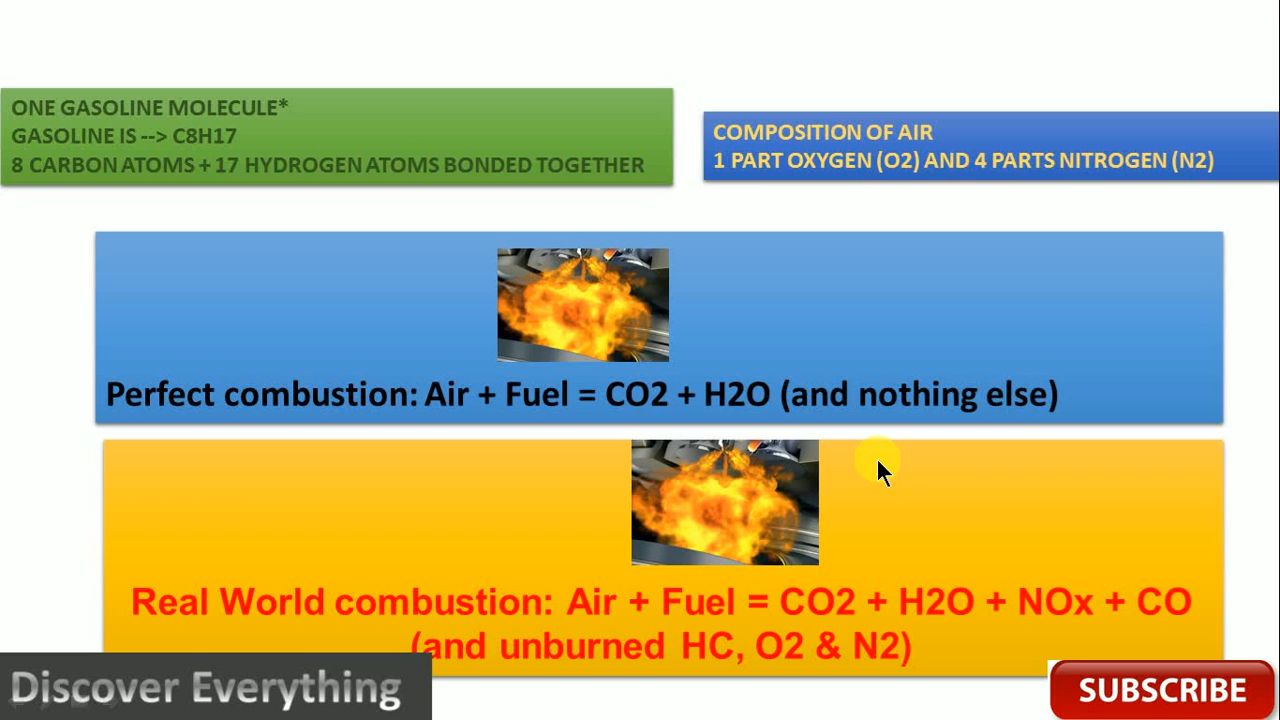 ONE GASOLINE MOLECULE*
GASOLINE IS --> C8H17
8 CARBON ATOMS + 17 HYDROGEN ATOMS BONDED TOGETHER
COMPOSITION OF AIR
1 PART OXYGEN (O2) AND 4 PARTS NITROGEN (N2)
Perfect combustion: Air + Fuel = CO2 + H2O (and nothing else)
Real World combustion: Air + Fuel = CO2 + H2O + NOx + CO
(and unburned HC, O2 & N2)
Discover Everything
SUBSCRIBE